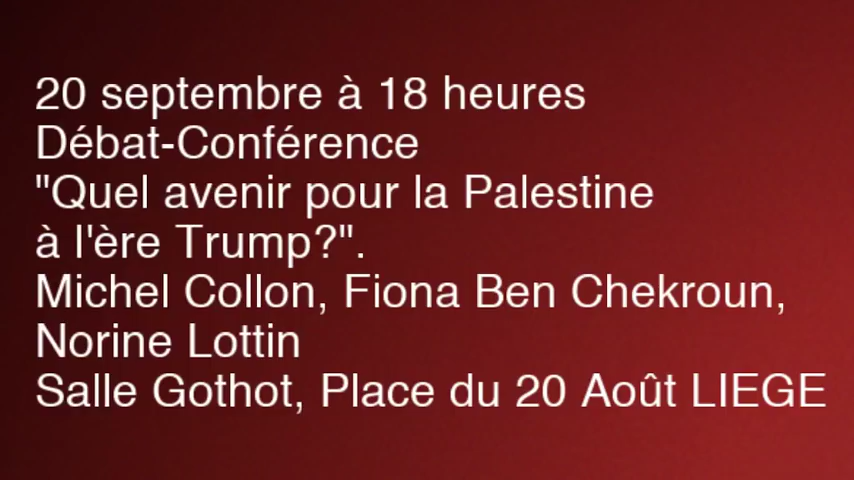 20 septembre à 18 heures
Débat-Conférence
"Quel avenir pour la Palestine
à l'ère Trump?".
Michel Collon, Fiona Ben Chekroun,
Norine Lottin
Salle Gothot, Place du 20 Août LIEGE